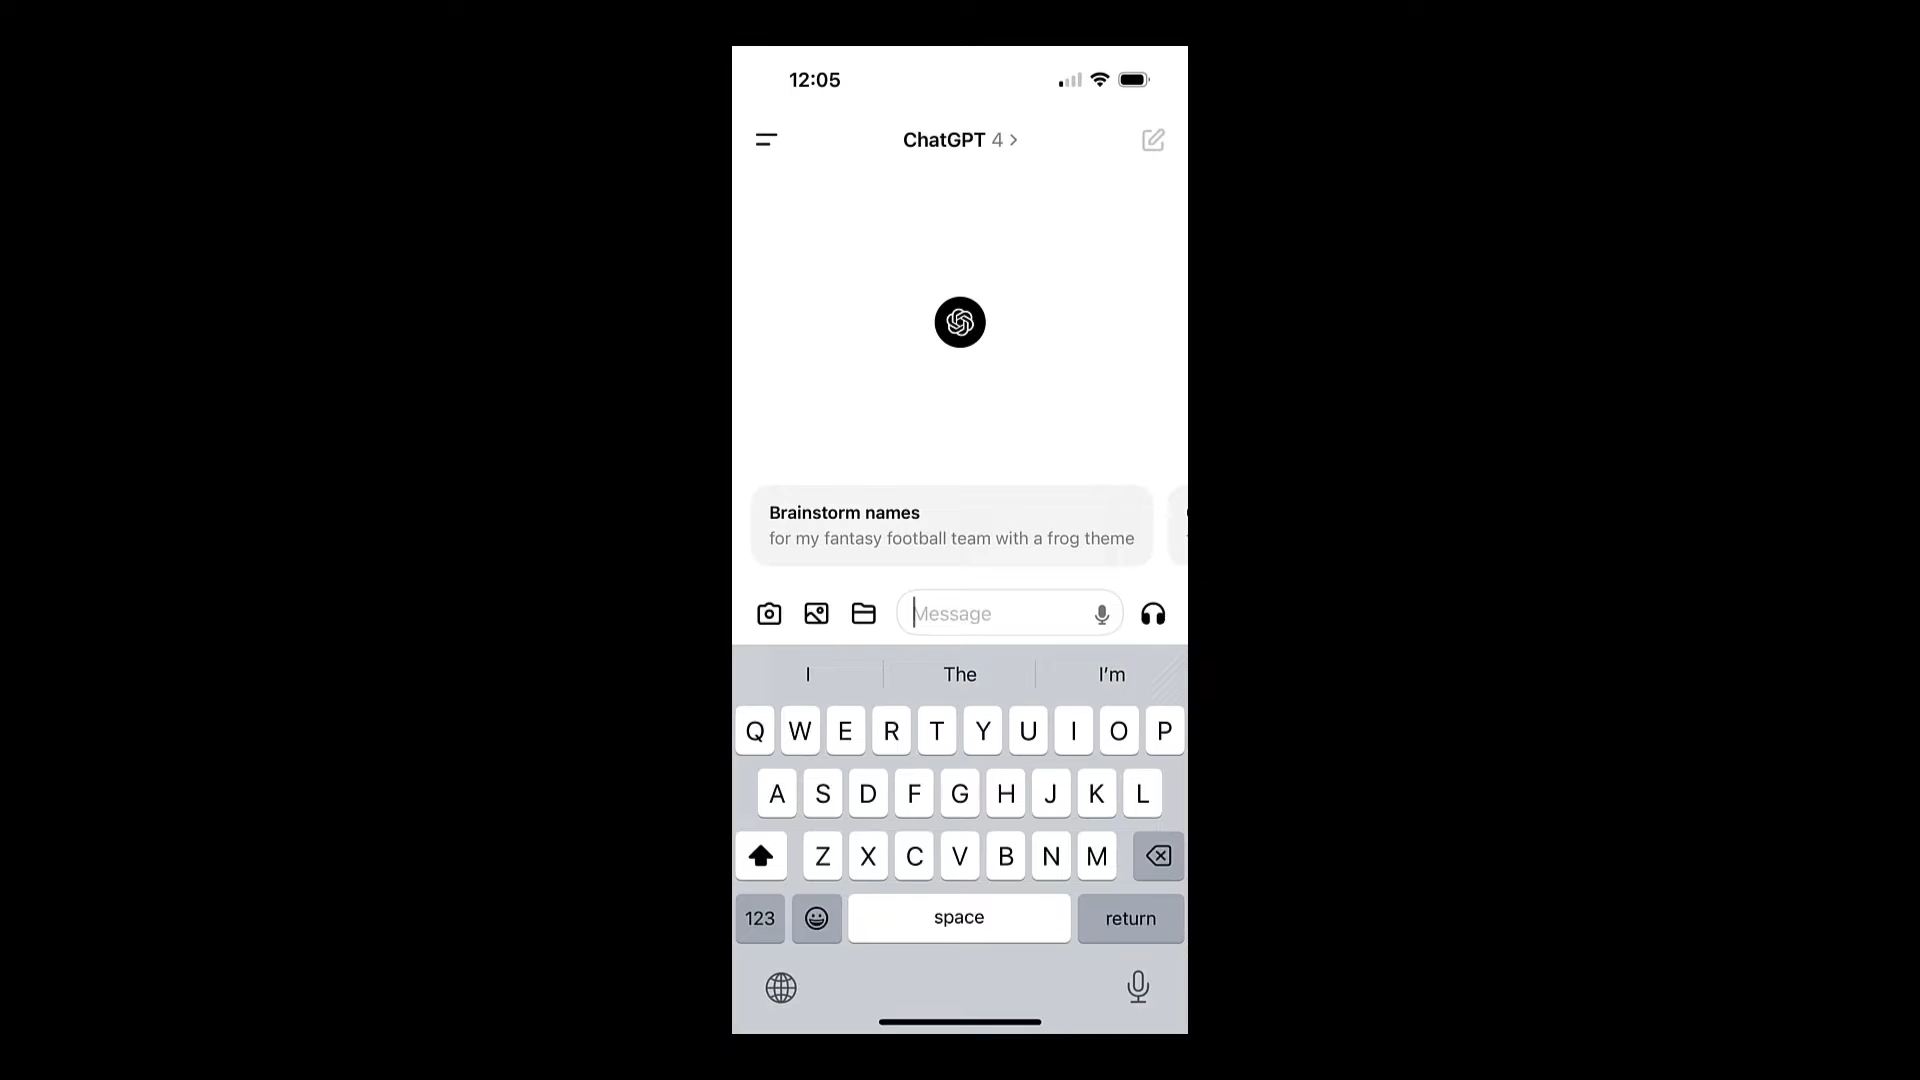 12:05
ChatGPT 4
Brainstorm names
for my fantasy football team with a frog theme
Message
I The I'm
Q W E R T Y U I O P
A S D F G H J K L
Z X C V B N M
123 space return